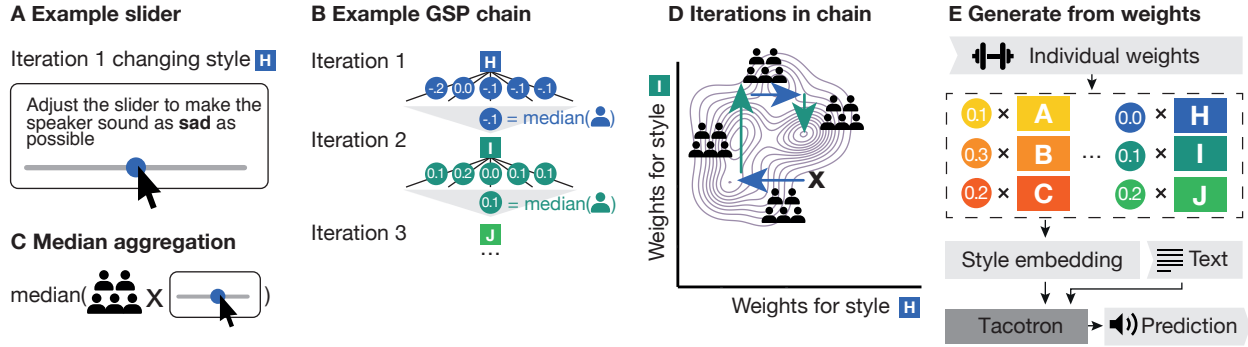 A Example slider
Iteration 1 changing style H
Adjust the slider to make the
speaker sound as sad as
possible
C Median aggregation
median( X )
B Example GSP chain
Iteration 1
H
-.2 0.0 -.1 -.1 -.1
-.1 = median( )
Iteration 2
I
0.1 0.2 0.0 0.1 0.1
0.1 = median( )
Iteration 3
J
...
D Iterations in chain
Weights for style I
X
Weights for style H
E Generate from weights
Individual weights
0.1 × A 0.0 × H
0.3 × B ... 0.1 × I
0.2 × C 0.2 × J
Style embedding
Text
Tacotron
Prediction